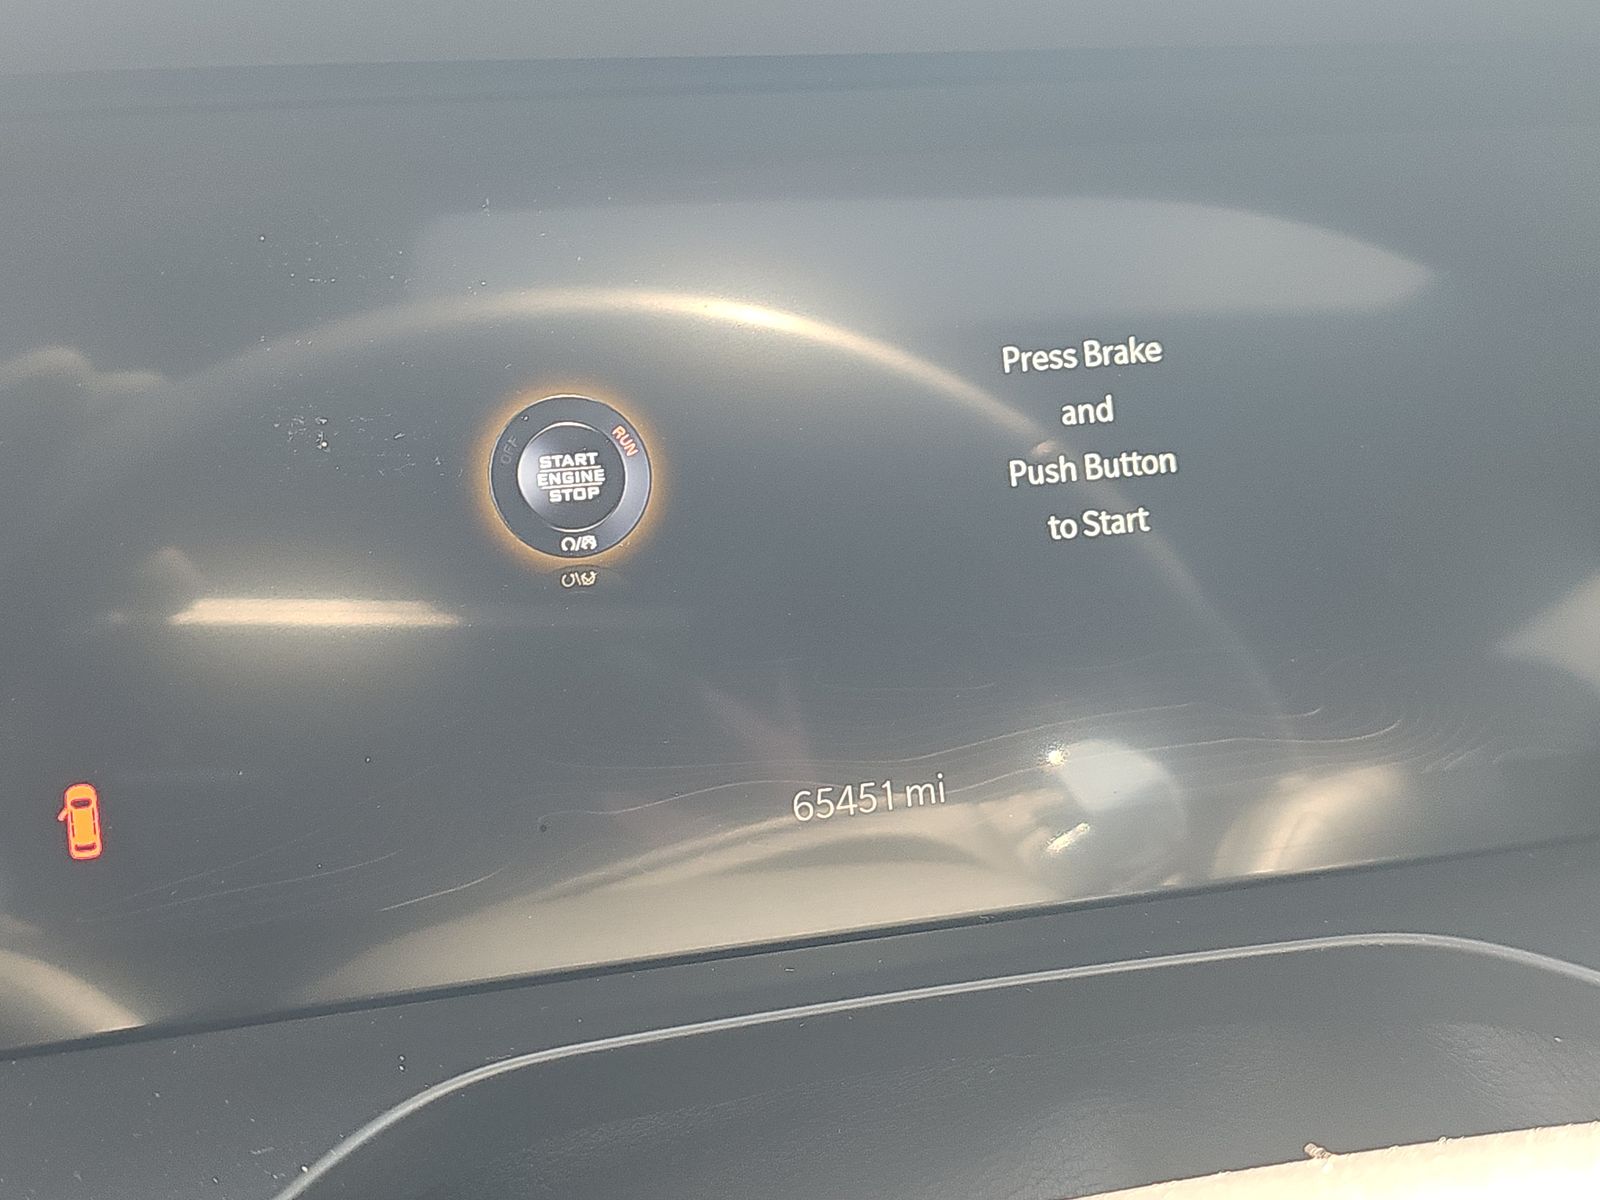 Press Brake
and
Push Button
to Start
OFF
RUN
START
ENGINE
STOP
65451 mi